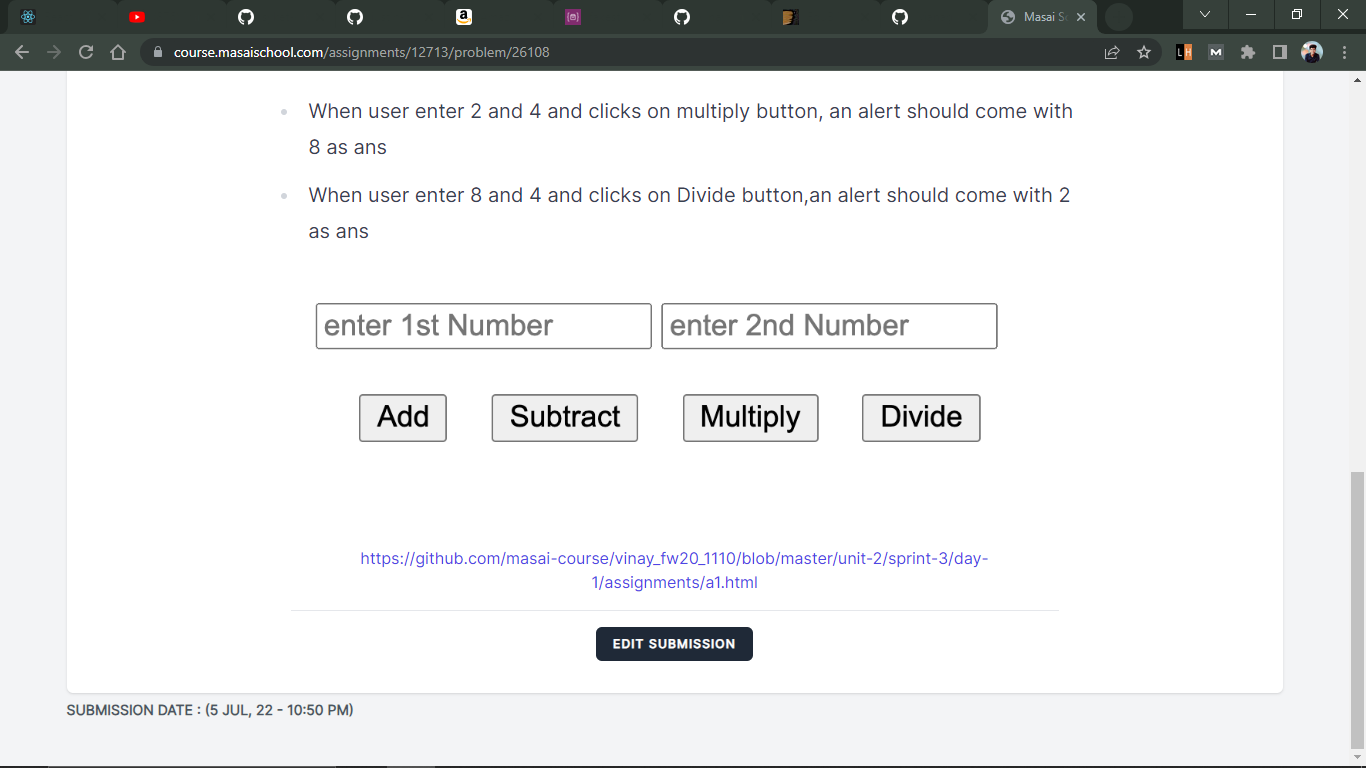 Masai Sc
course.masaischool.com/assignments/12713/problem/26108
When user enter 2 and 4 and clicks on multiply button, an alert should come with
8 as ans
When user enter 8 and 4 and clicks on Divide button,an alert should come with 2
as ans
enter 1st Number enter 2nd Number
Add Subtract Multiply Divide
https://github.com/masai-course/vinay_fw20_1110/blob/master/unit-2/sprint-3/day-
1/assignments/a1.html
EDIT SUBMISSION
SUBMISSION DATE : (5 JUL, 22 - 10:50 PM)